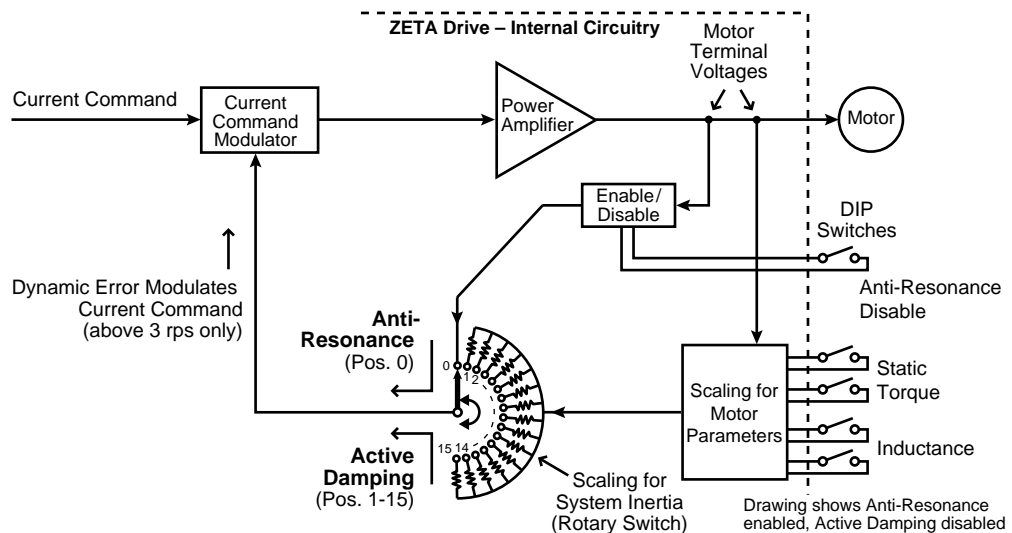 ZETA Drive – Internal Circuitry
Motor
Terminal
Voltages
Current Command
Current
Command
Modulator
Power
Amplifier
Motor
Enable/
Disable
DIP
Switches
Anti-Resonance
Disable
Dynamic Error Modulates
Current Command
(above 3 rps only)
Anti-
Resonance
(Pos. 0)
0
1
2
Active
Damping
(Pos. 1-15)
15
14
Scaling for
System Inertia
(Rotary Switch)
Scaling for
Motor
Parameters
Static
Torque
Inductance
Drawing shows Anti-Resonance
enabled, Active Damping disabled